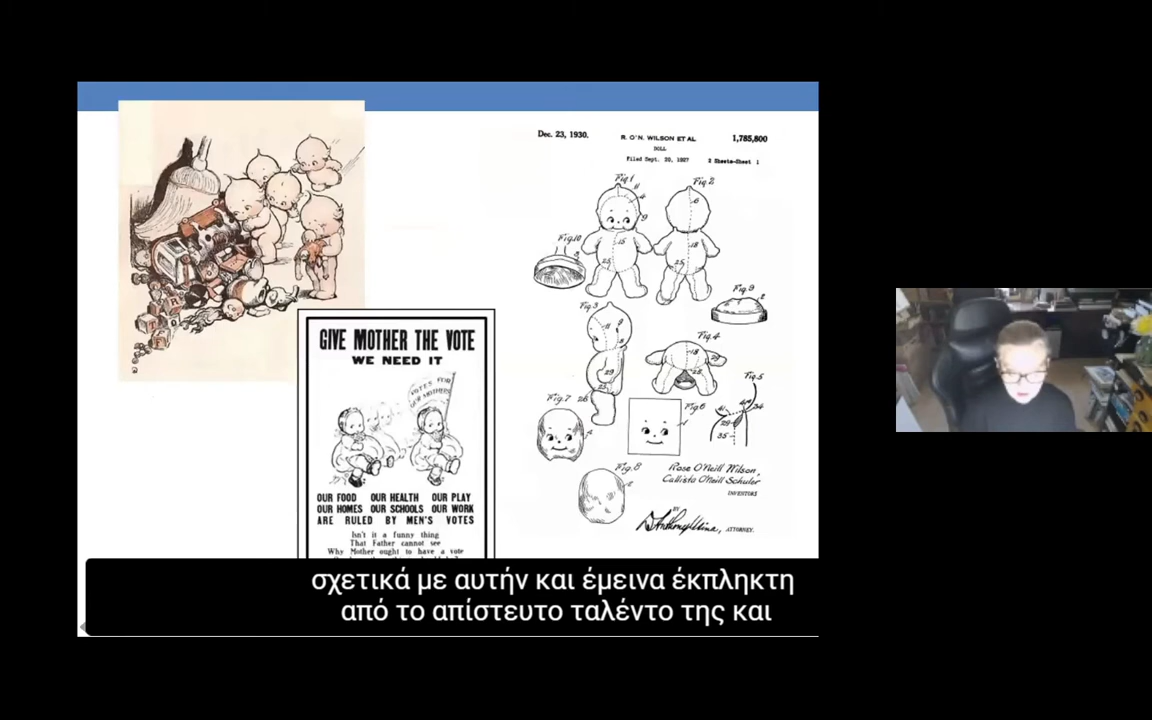 Dec. 23, 1930.
R. O'N. WILSON ET AL
1,785,800
DOLL
Filed Sept. 20, 1927
2 Sheets-Sheet 1
Fig.1
Fig.2
Fig.10
Fig.9
Fig.3
Fig.4
Fig.5
Fig.7
Fig.6
Fig.8
Rose O'Neill Wilson,
Callista O'Neill Schuler
INVENTORS
BY
ATTORNEY.
GIVE MOTHER THE VOTE
WE NEED IT
VOTES FOR
OUR MOTHERS
OUR FOOD OUR HEALTH OUR PLAY
OUR HOMES OUR SCHOOLS OUR WORK
ARE RULED BY MEN'S VOTES
Isn't it a funny thing
That Father cannot see
Why Mother ought to have a vote
σχετικά με αυτήν και έμεινα έκπληκτη
από το απίστευτο ταλέντο της και